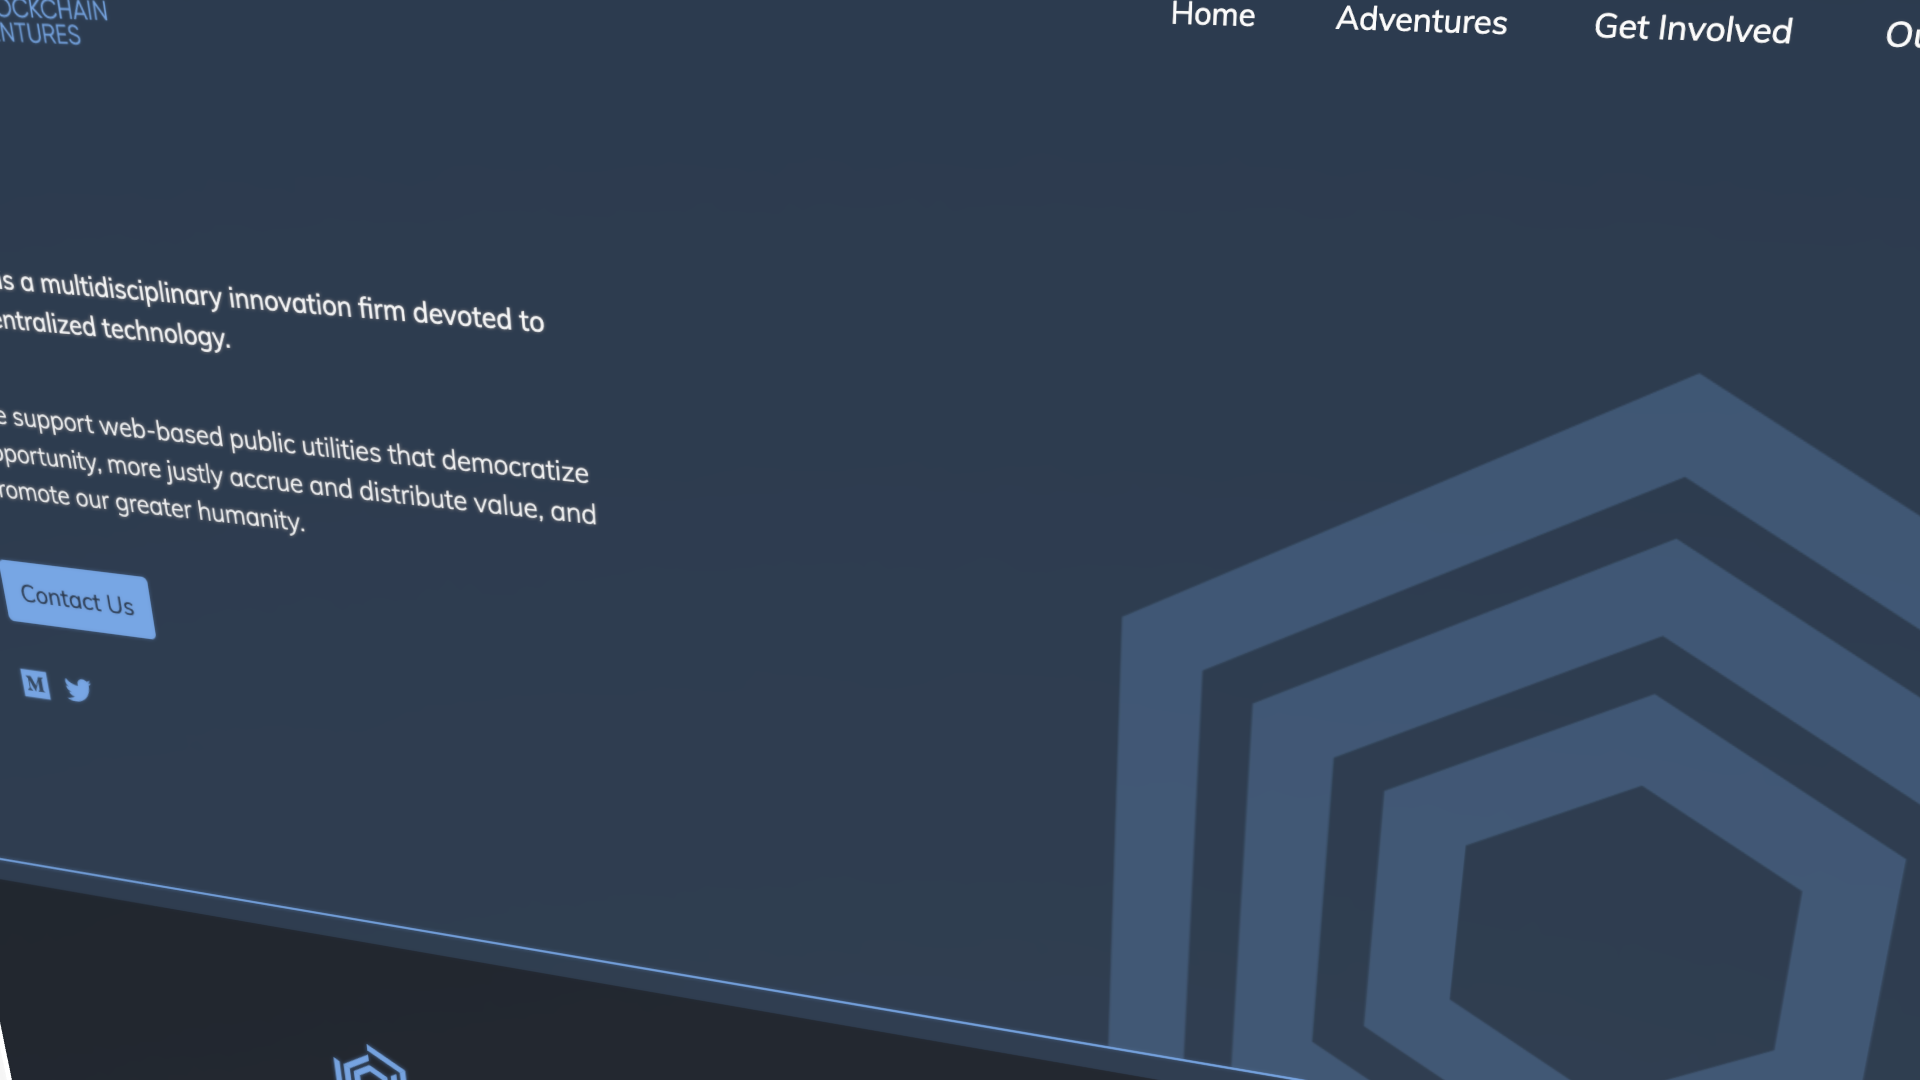 OCKCHAIN
NTURES
Home Adventures Get Involved
s a multidisciplinary innovation firm devoted to
entralized technology.
e support web-based public utilities that democratize
pportunity, more justly accrue and distribute value, and
romote our greater humanity.
Contact Us
M